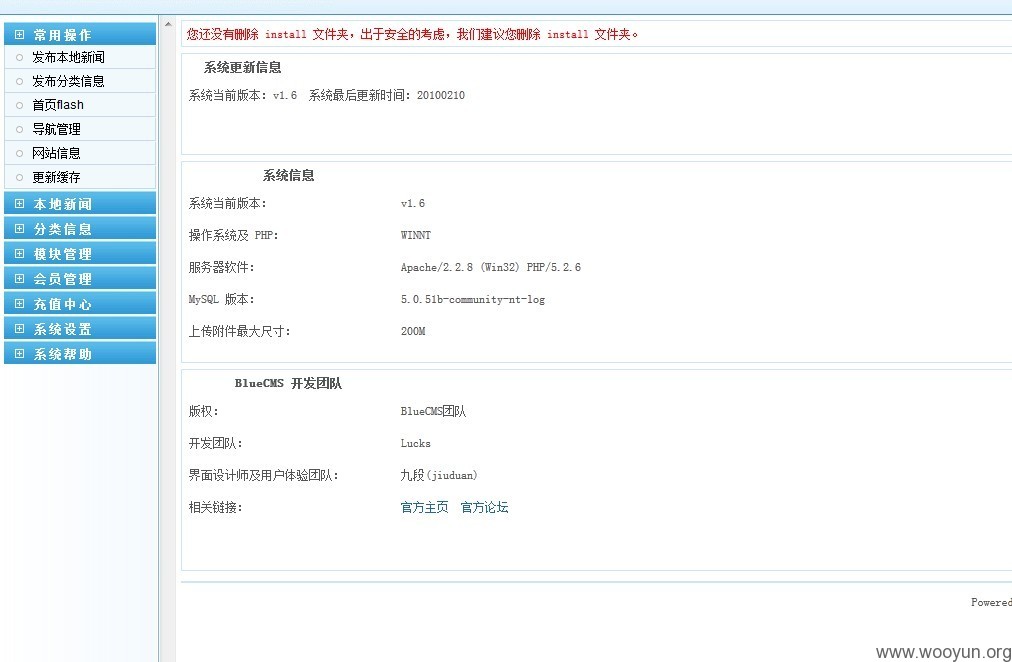 常用操作
发布本地新闻
发布分类信息
首页flash
导航管理
网站信息
更新缓存
本地新闻
分类信息
模块管理
会员管理
充值中心
系统设置
系统帮助
您还没有删除 install 文件夹，出于安全的考虑，我们建议您删除 install 文件夹。
系统更新信息
系统当前版本：v1.6 系统最后更新时间：20100210
系统信息
系统当前版本： v1.6
操作系统及 PHP： WINNT
服务器软件： Apache/2.2.8 (Win32) PHP/5.2.6
MySQL 版本： 5.0.51b-community-nt-log
上传附件最大尺寸： 200M
BlueCMS 开发团队
版权： BlueCMS团队
开发团队： Lucks
界面设计师及用户体验团队： 九段(jiuduan)
相关链接： 官方主页 官方论坛
Powered
www.wooyun.org